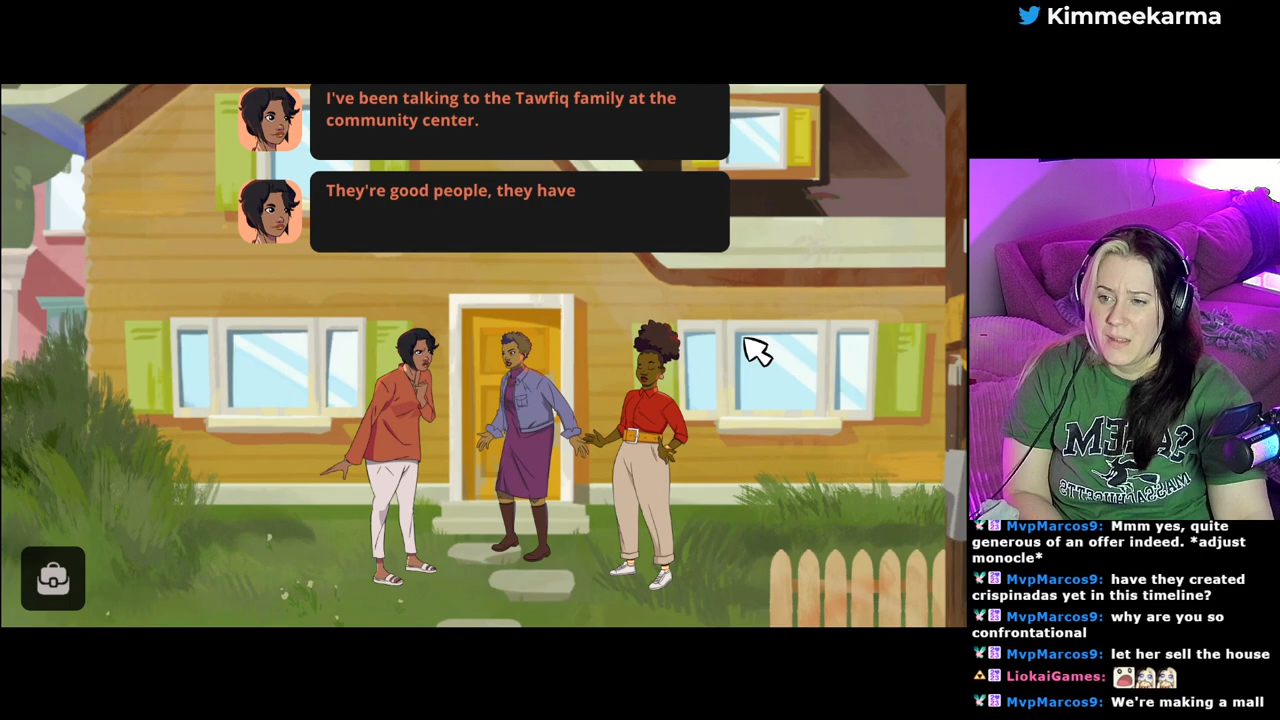 Kimmeekarma
I've been talking to the Tawfiq family at the
community center.
They're good people, they have
SALEM
MASSACHUSETTS
MvpMarcos9: Mmm yes, quite
generous of an offer indeed. *adjust
monocle*
MvpMarcos9: have they created
crispinadas yet in this timeline?
MvpMarcos9: why are you so
confrontational
MvpMarcos9: let her sell the house
LiokaiGames:
MvpMarcos9: We're making a mall